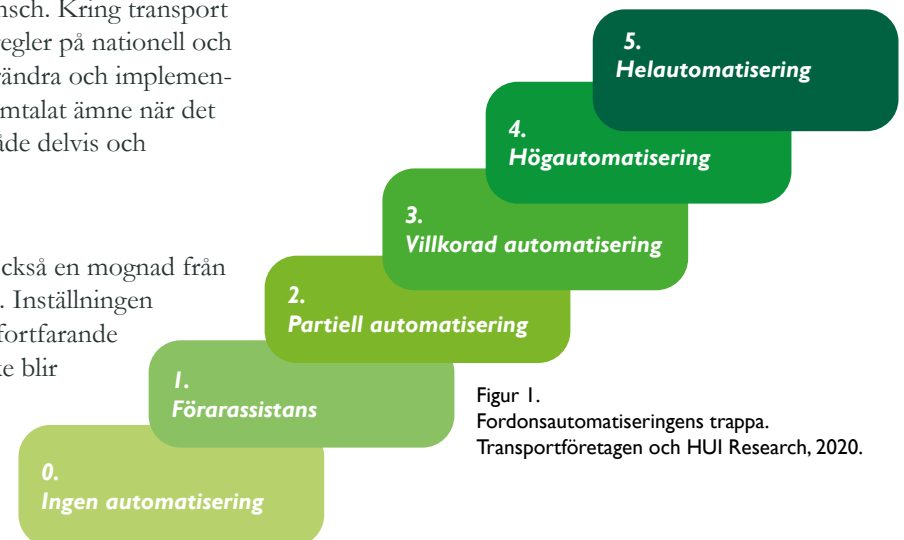 nsch. Kring transport
regler på nationell och
rändra och implemen-
mtalat ämne när det
åde delvis och
ckså en mognad från
. Inställningen
fortfarande
ke blir
5.
Helautomatisering
4.
Högautomatisering
3.
Villkorad automatisering
2.
Partiell automatisering
1.
Förarassistans
0.
Ingen automatisering
Figur 1.
Fordonsautomatiseringens trappa.
Transportföretagen och HUI Research, 2020.